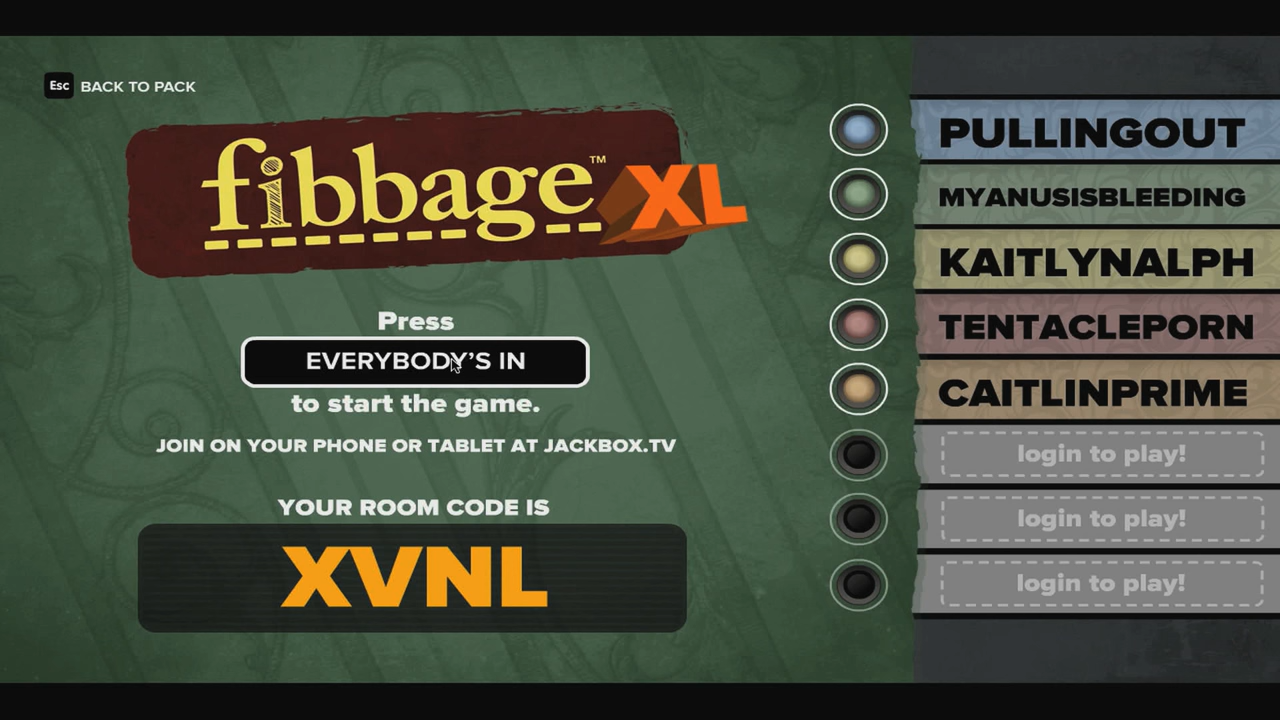 Esc BACK TO PACK
fibbage™ XL
Press
EVERYBODY'S IN
to start the game.
JOIN ON YOUR PHONE OR TABLET AT JACKBOX.TV
YOUR ROOM CODE IS
XVNL
PULLINGOUT
MYANUSISBLEEDING
KAITLYNALPH
TENTACLEPORN
CAITLINPRIME
login to play!
login to play!
login to play!